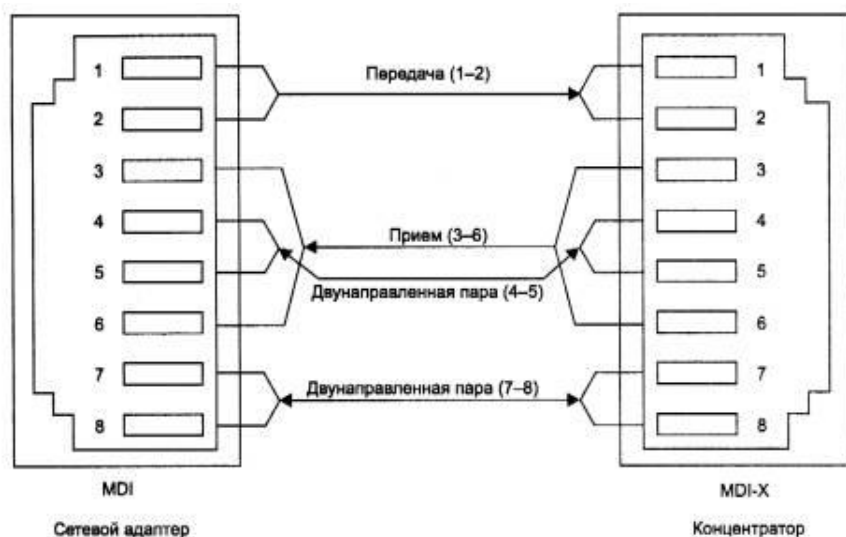 Передача (1–2)
1
2
3
4
5
6
7
8
1
2
3
4
5
6
7
8
Прием (3–6)
Двунаправленная пара (4–5)
Двунаправленная пара (7–8)
MDI
MDI-X
Сетевой адаптер
Концентратор